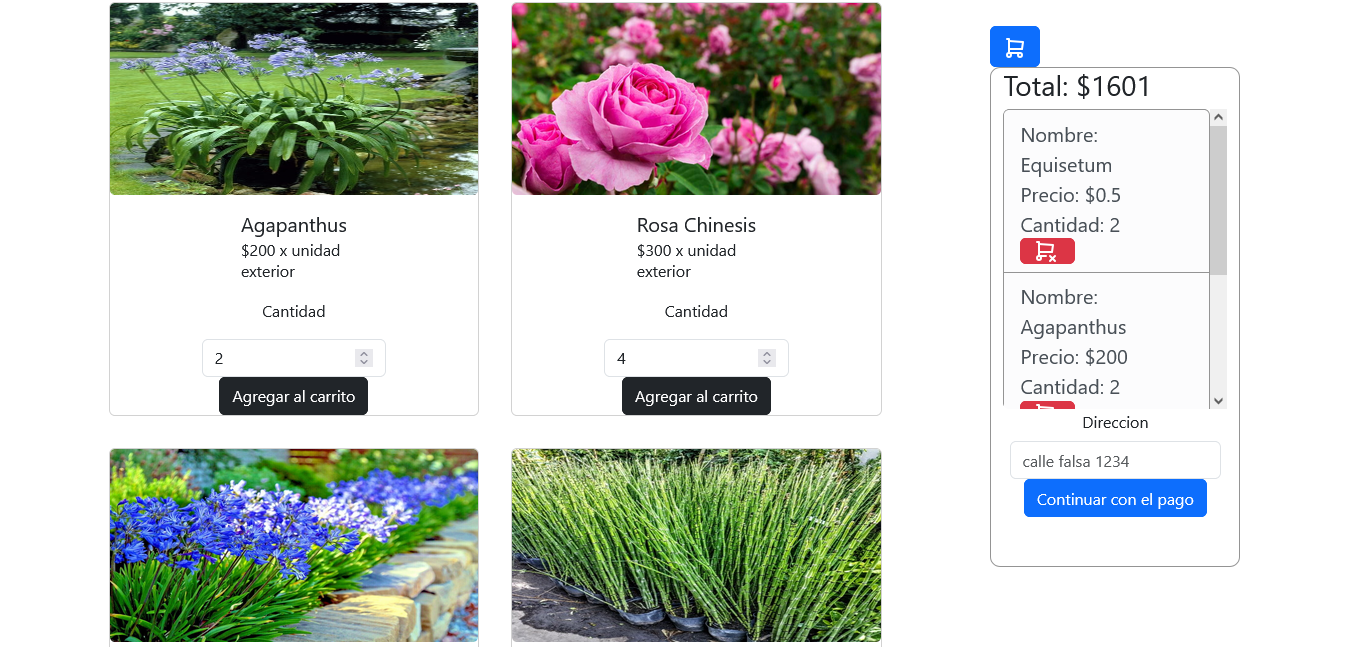 Agapanthus
$200 x unidad
exterior
Cantidad
2
Agregar al carrito
Rosa Chinesis
$300 x unidad
exterior
Cantidad
4
Agregar al carrito
Total: $1601
Nombre:
Equisetum
Precio: $0.5
Cantidad: 2
Nombre:
Agapanthus
Precio: $200
Cantidad: 2
Direccion
calle falsa 1234
Continuar con el pago